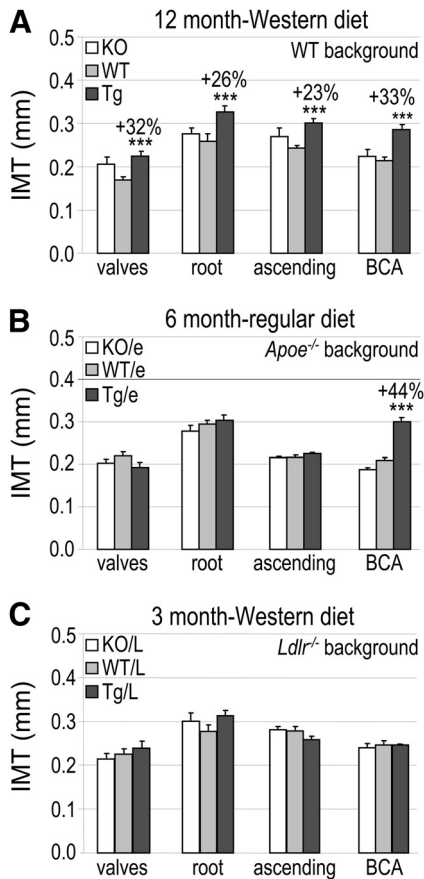 A 12 month-Western diet
WT background
KO
WT
Tg
IMT (mm)
0.5
0.4
0.3
0.2
0.1
0.0
+32%
***
+26%
***
+23%
***
+33%
***
valves root ascending BCA
B 6 month-regular diet
Apoe-/- background
KO/e
WT/e
Tg/e
IMT (mm)
0.5
0.4
0.3
0.2
0.1
0.0
+44%
***
valves root ascending BCA
C 3 month-Western diet
Ldlr-/- background
KO/L
WT/L
Tg/L
IMT (mm)
0.5
0.4
0.3
0.2
0.1
0.0
valves root ascending BCA